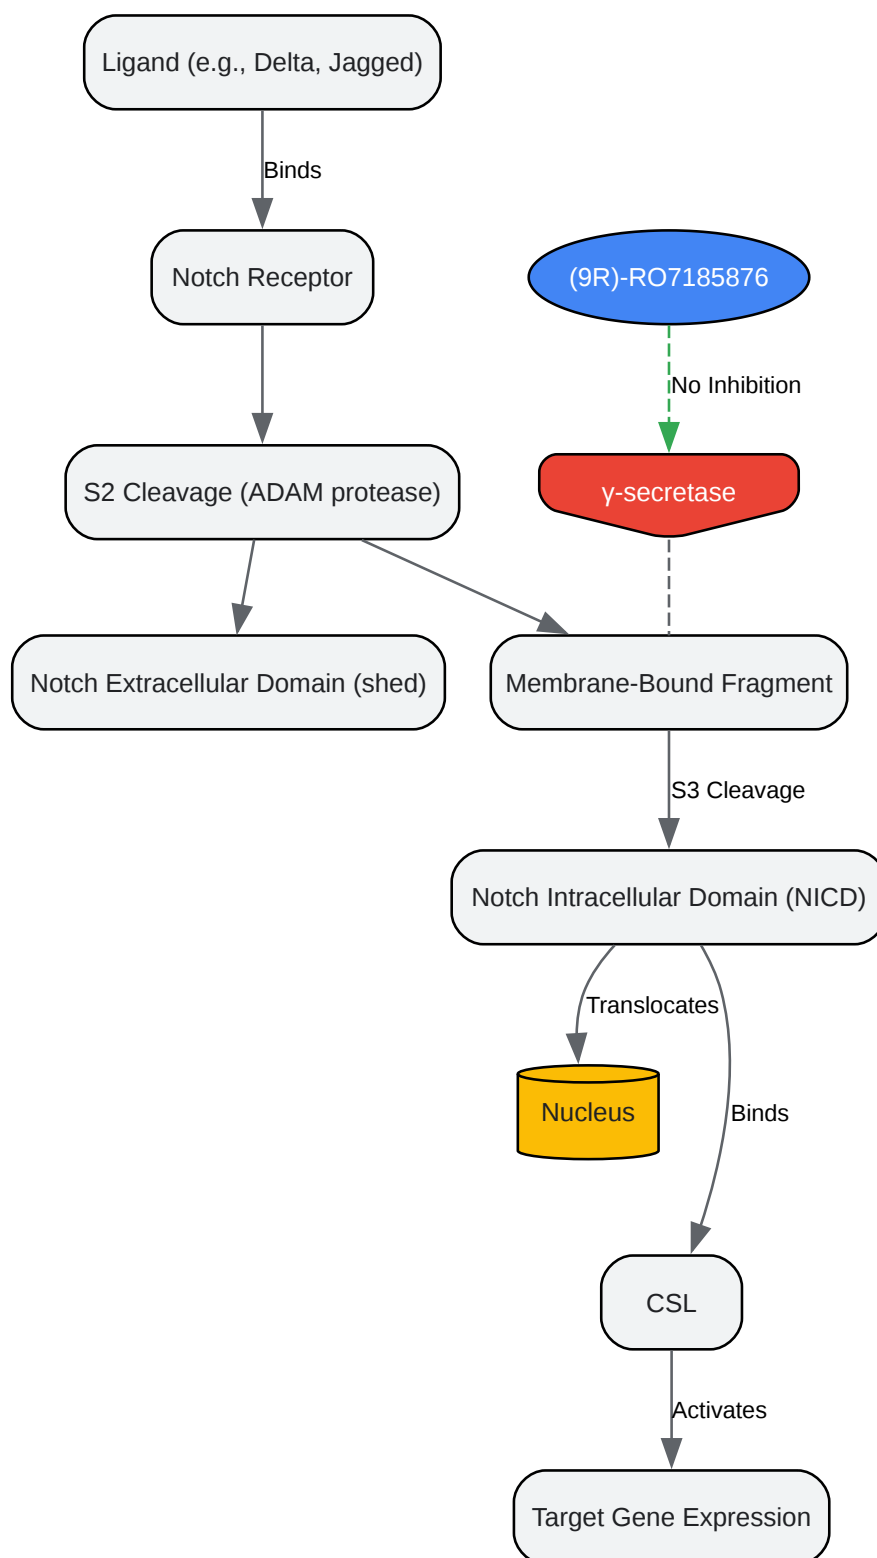 Ligand (e.g., Delta, Jagged)
Binds
Notch Receptor
(9R)-RO7185876
No Inhibition
S2 Cleavage (ADAM protease)
γ-secretase
Notch Extracellular Domain (shed)
Membrane-Bound Fragment
S3 Cleavage
Notch Intracellular Domain (NICD)
Translocates
Nucleus
Binds
CSL
Activates
Target Gene Expression